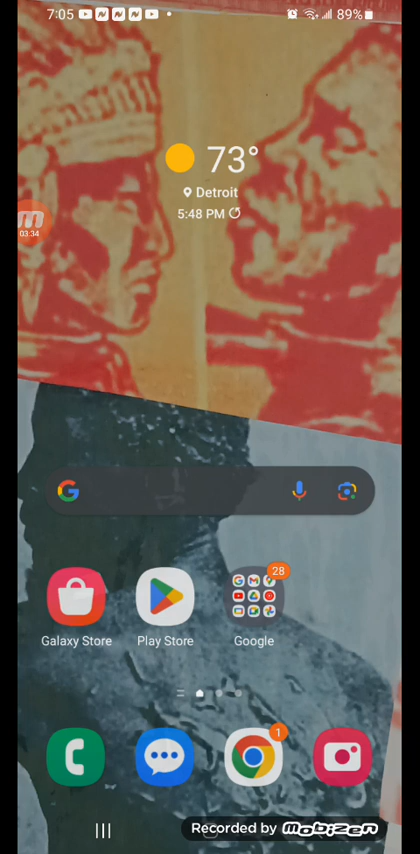 7:05
89%
73°
Detroit
03:34
5:48 PM
28
Galaxy Store
Play Store
Google
1
Recorded by MOBIZEN